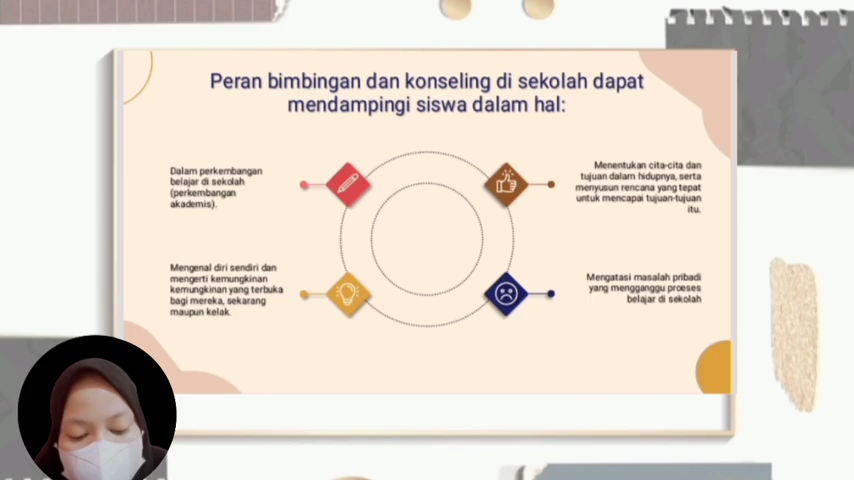 Peran bimbingan dan konseling di sekolah dapat
mendampingi siswa dalam hal:
Dalam perkembangan
belajar di sekolah
(perkembangan
akademis).
Menentukan cita-cita dan
tujuan dalam hidupnya, serta
menyusun rencana yang tepat
untuk mencapai tujuan-tujuan
itu.
Mengenal diri sendiri dan
mengerti kemungkinan
kemungkinan yang terbuka
bagi mereka, sekarang
maupun kelak.
Mengatasi masalah pribadi
yang mengganggu proeses
belajar di sekolah